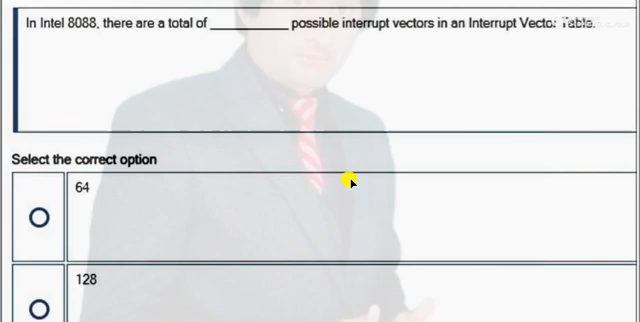 In Intel 8088, there are a total of ____________ possible interrupt vectors in an Interrupt Vector Table.
Select the correct option
64
128